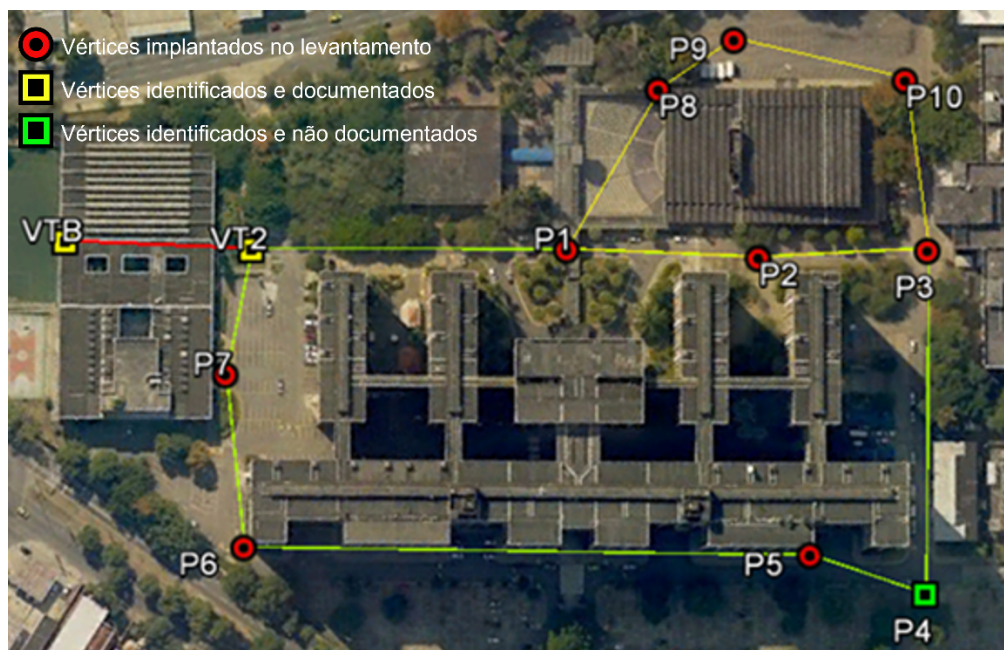 Vértices implantados no levantamento
Vértices identificados e documentados
Vértices identificados e não documentados
P9
P8
P10
VTB
VT2
P1
P2
P3
P7
P6
P5
P4